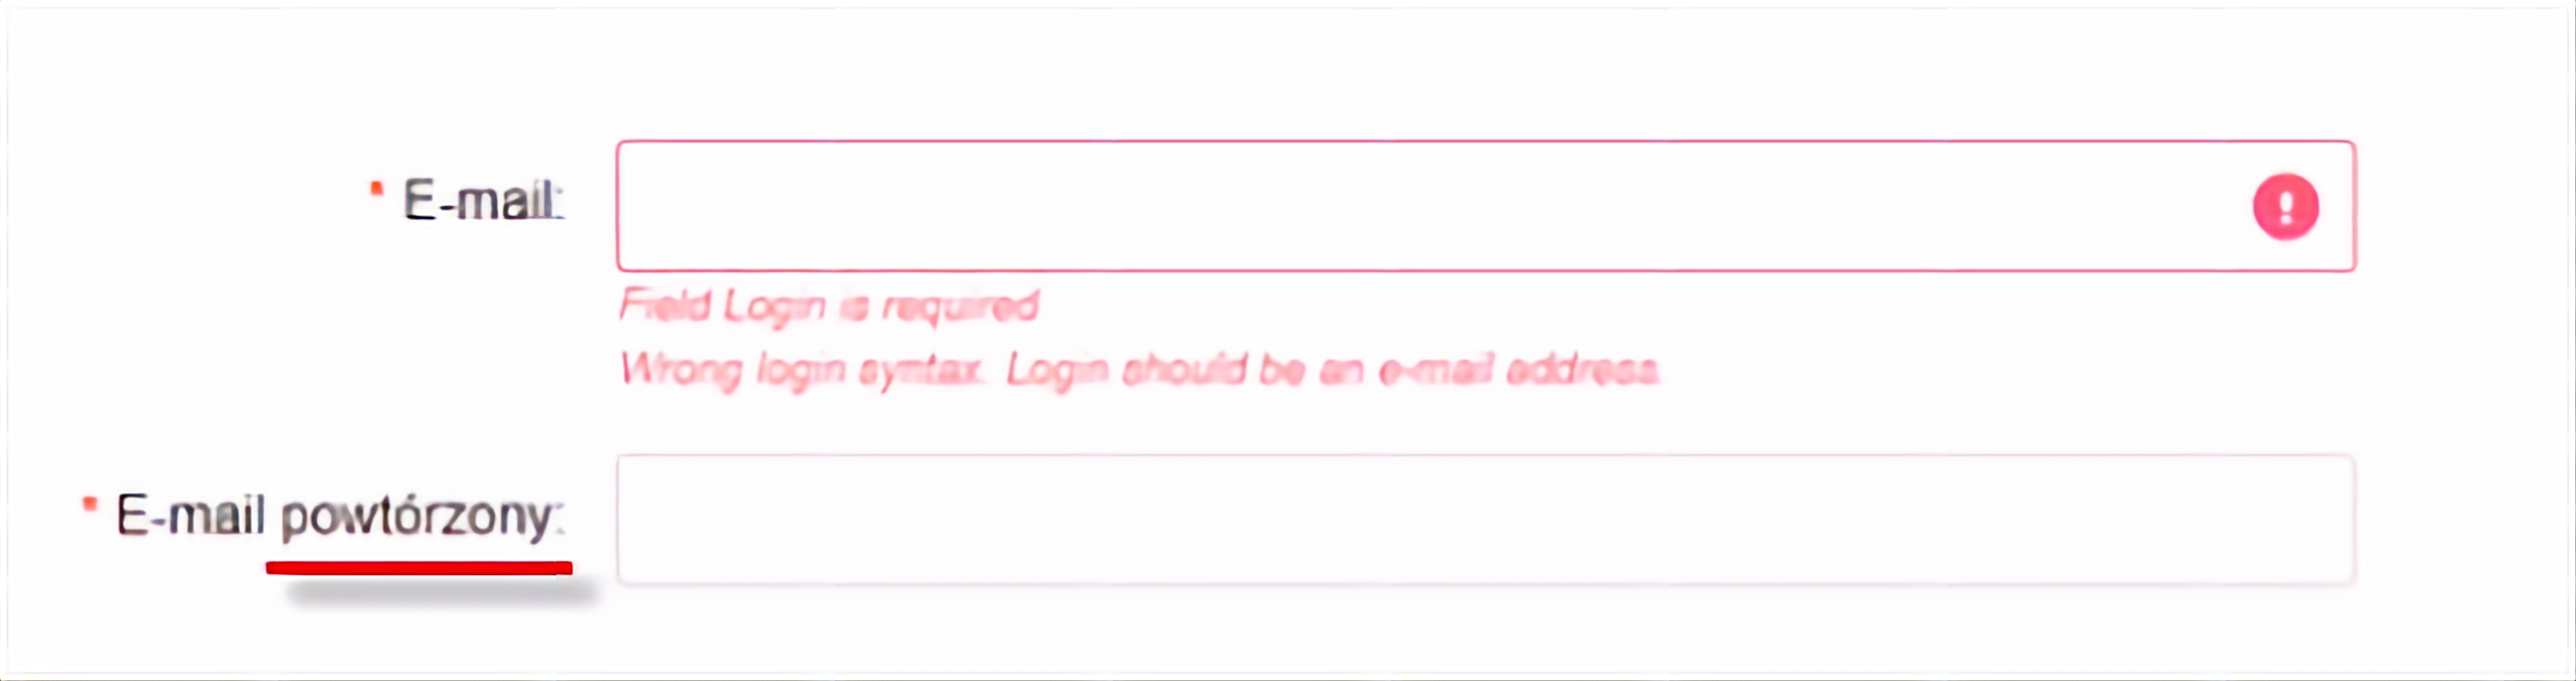 * E-mail:
Field Login is required
Wrong login syntax. Login should be an e-mail address.
* E-mail powtórzony: